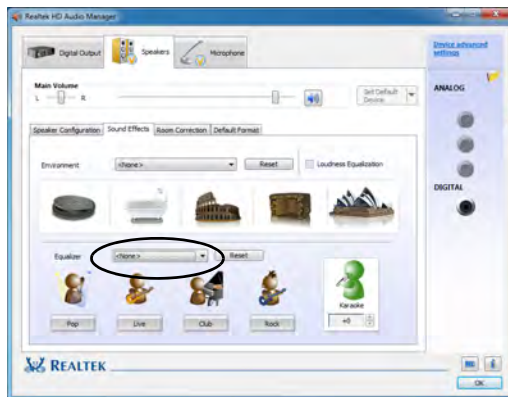 Realtek HD Audio Manager
Digital Output
Speakers
Microphone
Device advanced
settings
Main Volume
L
R
Set Default
Device
ANALOG
Speaker Configuration
Sound Effects
Room Correction
Default Format
Environment
<None>
Reset
Loudness Equalization
DIGITAL
Equalizer
<None>
Reset
Pop
Live
Club
Rock
Karaoke
+0
REALTEK
OK